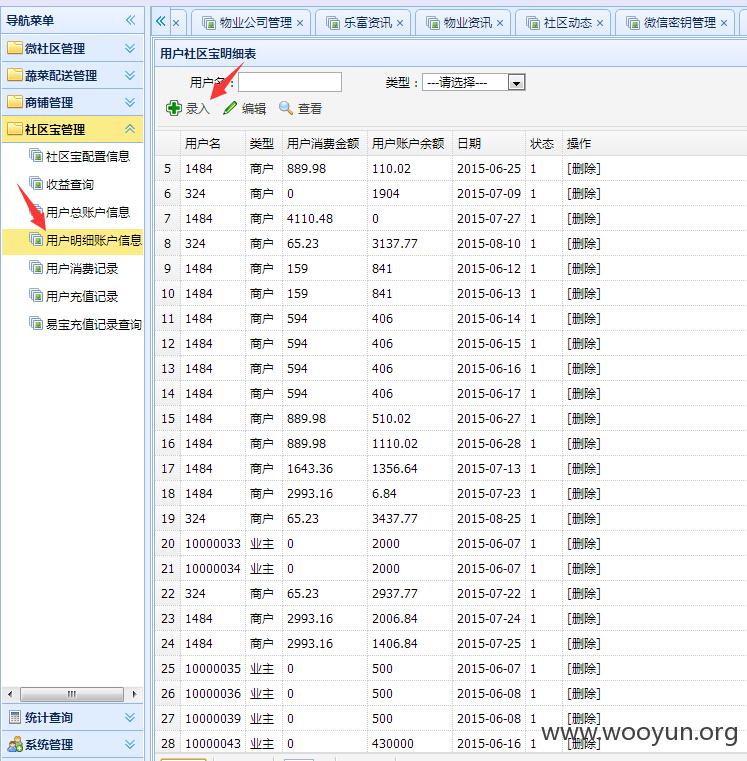 导航菜单
微社区管理
蔬菜配送管理
商铺管理
社区宝管理
社区宝配置信息
收益查询
用户总账户信息
用户明细账户信息
用户消费记录
用户充值记录
易宝充值记录查询
统计查询
系统管理
物业公司管理 × 乐富资讯 × 物业资讯 × 社区动态 × 微信密钥管理 ×
用户社区宝明细表
用户名: 类型: ---请选择---
录入 编辑 查看
用户名 类型 用户消费金额 用户账户余额 日期 状态 操作
5 1484 商户 889.98 110.02 2015-06-25 1 [删除]
6 324 商户 0 1904 2015-07-09 1 [删除]
7 1484 商户 4110.48 0 2015-07-27 1 [删除]
8 324 商户 65.23 3137.77 2015-08-10 1 [删除]
9 1484 商户 159 841 2015-06-12 1 [删除]
10 1484 商户 159 841 2015-06-13 1 [删除]
11 1484 商户 594 406 2015-06-14 1 [删除]
12 1484 商户 594 406 2015-06-15 1 [删除]
13 1484 商户 594 406 2015-06-16 1 [删除]
14 1484 商户 594 406 2015-06-17 1 [删除]
15 1484 商户 889.98 510.02 2015-06-27 1 [删除]
16 1484 商户 889.98 1110.02 2015-06-28 1 [删除]
17 1484 商户 1643.36 1356.64 2015-07-13 1 [删除]
18 1484 商户 2993.16 6.84 2015-07-23 1 [删除]
19 324 商户 65.23 3437.77 2015-08-25 1 [删除]
20 10000033 业主 0 2000 2015-06-07 1 [删除]
21 10000034 业主 0 2000 2015-06-07 1 [删除]
22 324 商户 65.23 2937.77 2015-07-22 1 [删除]
23 1484 商户 2993.16 2006.84 2015-07-24 1 [删除]
24 1484 商户 2993.16 1406.84 2015-07-25 1 [删除]
25 10000035 业主 0 500 2015-06-07 1 [删除]
26 10000036 业主 0 500 2015-06-08 1 [删除]
27 10000039 业主 0 500 2015-06-08 1 [删除]
28 10000043 业主 0 430000 2015-06-16 1 [删除]
www.wooyun.org